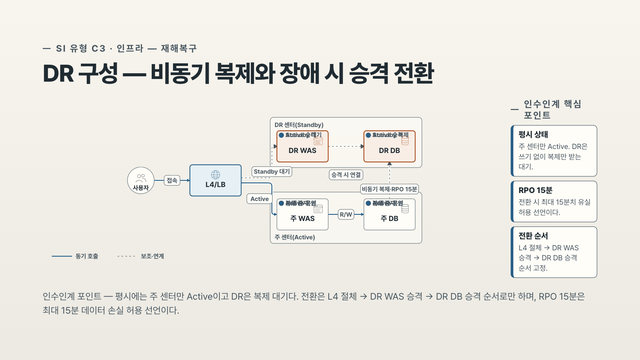 — SI 유형 C3 · 인프라 — 재해복구
DR 구성 — 비동기 복제와 장애 시 승격 전환
— 인수인계 핵심
포인트
DR 센터(Standby)
DR WAS
DR DB
Standby 대기
승격 시 연결
비동기 복제·RPO 15분
사용자
접속
L4/LB
Active
주 WAS
R/W
주 DB
주 센터(Active)
동기 호출
보조·연계
평시 상태
주 센터만 Active. DR은
쓰기 없이 복제만 받는
대기.
RPO 15분
전환 시 최대 15분치 유실
허용 선언이다.
전환 순서
L4 절체 → DR WAS
승격 → DR DB 승격
순서 고정.
인수인계 포인트 — 평시에는 주 센터만 Active이고 DR은 복제 대기다. 전환은 L4 절체 → DR WAS 승격 → DR DB 승격 순서로만 하며, RPO 15분은
최대 15분 데이터 손실 허용 선언이다.